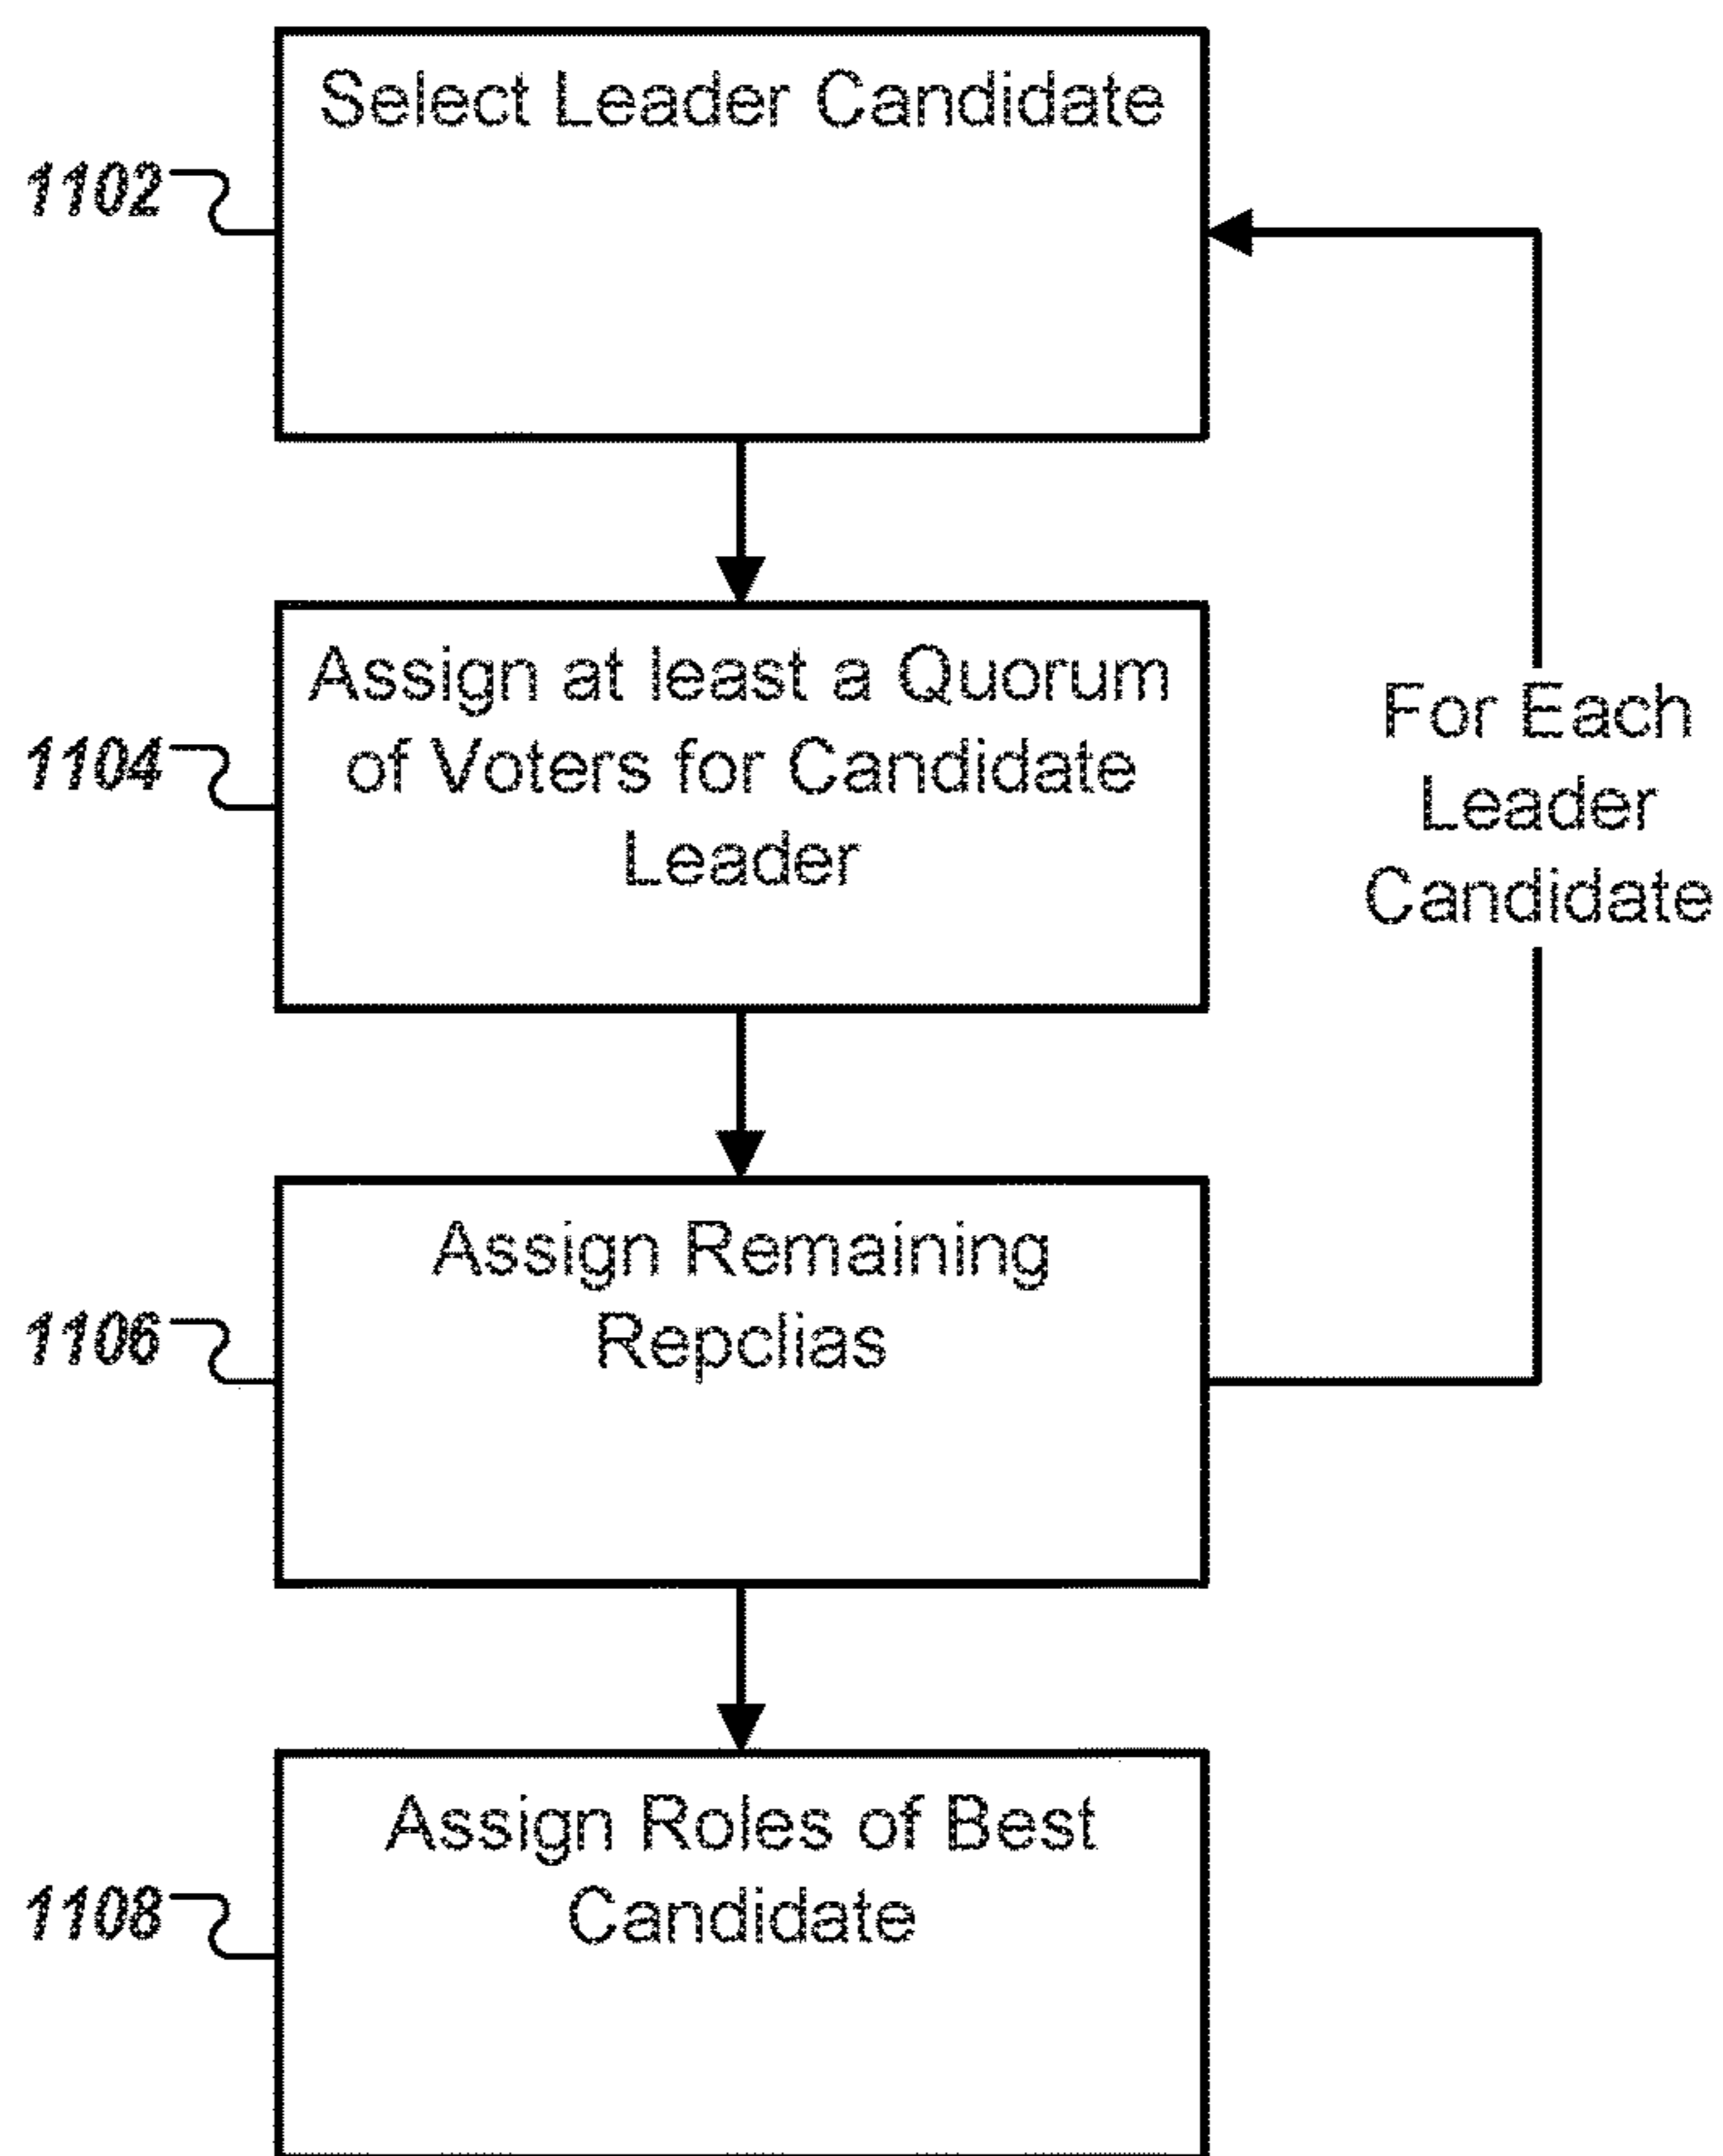 Select Leader Candidate
1102
Assign at least a Quorum
of Voters for Candidate
Leader
1104
For Each
Leader
Candidate
Assign Remaining
Repclias
1106
Assign Roles of Best
Candidate
1108